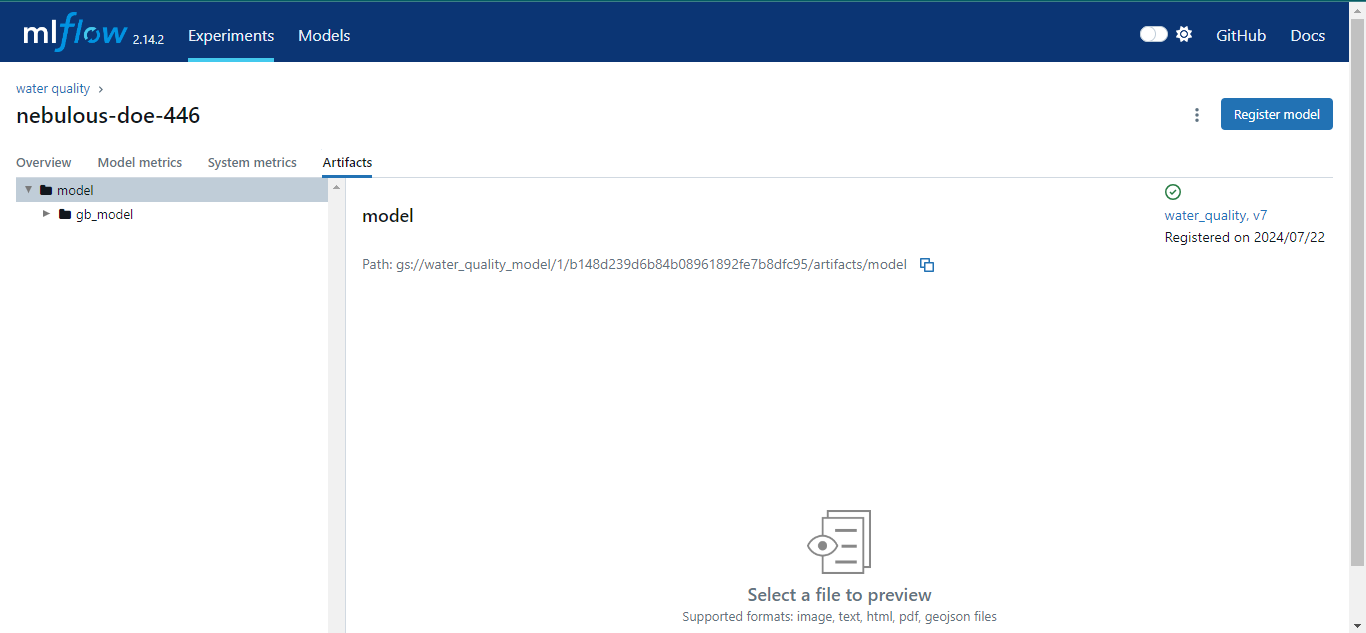 mlflow 2.14.2 Experiments Models GitHub Docs
water quality ›
nebulous-doe-446
Register model
Overview Model metrics System metrics Artifacts
model
gb_model
model
Path: gs://water_quality_model/1/b148d239d6b84b08961892fe7b8dfc95/artifacts/model
water_quality, v7
Registered on 2024/07/22
Select a file to preview
Supported formats: image, text, html, pdf, geojson files